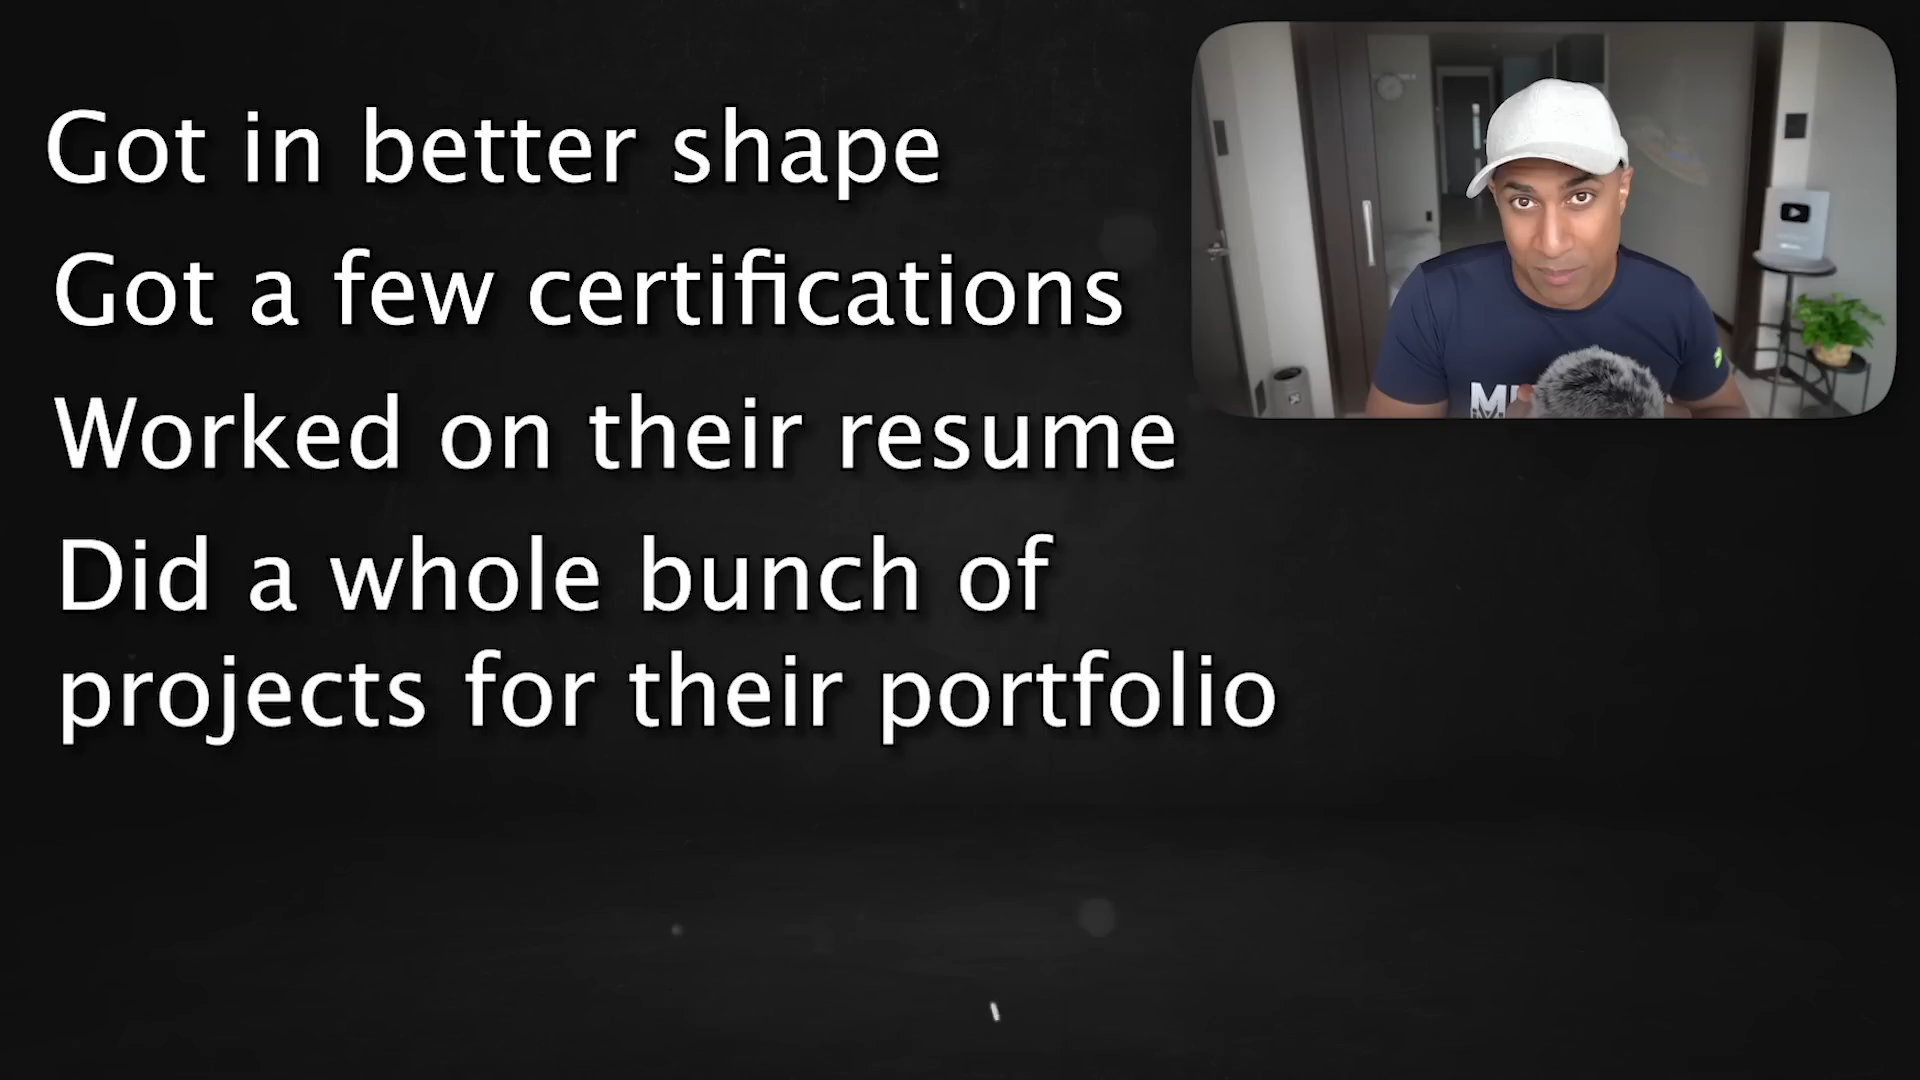 Got in better shape
Got a few certifications
Worked on their resume
Did a whole bunch of
projects for their portfolio